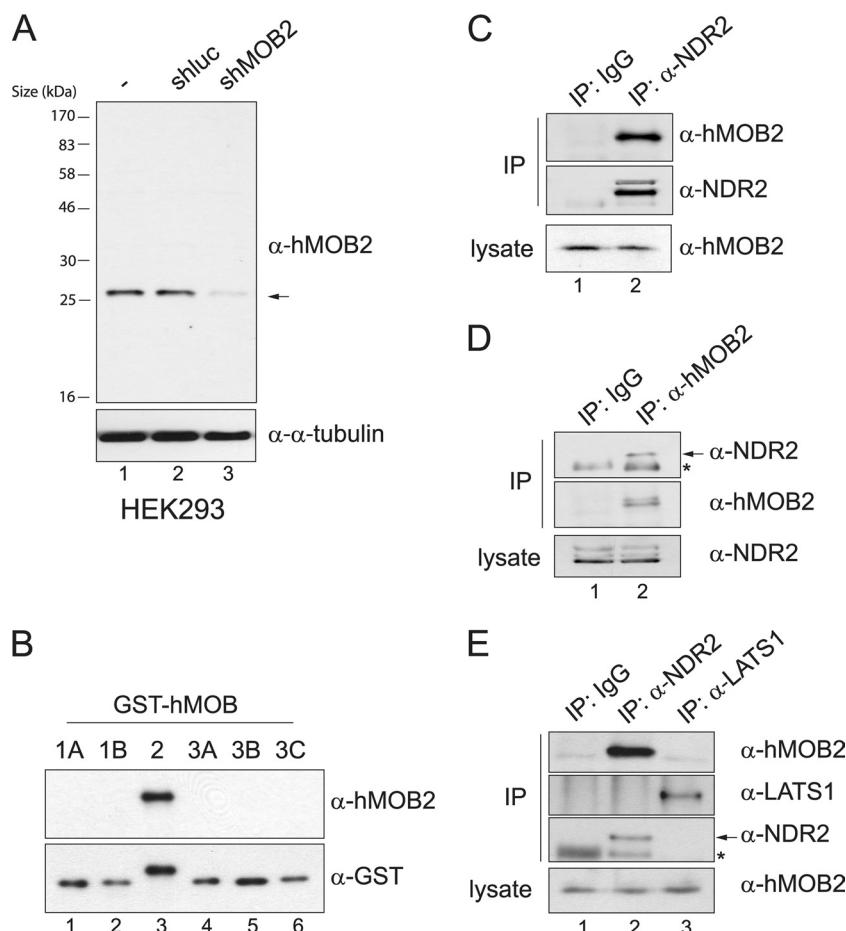 A
- shluc shMOB2
Size (kDa)
170
83
58
46
30
25
16
α-hMOB2
α-α-tubulin
1 2 3
HEK293
B
GST-hMOB
1A 1B 2 3A 3B 3C
α-hMOB2
α-GST
1 2 3 4 5 6
C
IP: IgG IP: α-NDR2
IP
α-hMOB2
α-NDR2
lysate α-hMOB2
1 2
D
IP: IgG IP: α-hMOB2
IP
α-NDR2
*
α-hMOB2
lysate α-NDR2
1 2
E
IP: IgG IP: α-NDR2 IP: α-LATS1
IP
α-hMOB2
α-LATS1
α-NDR2
*
lysate α-hMOB2
1 2 3